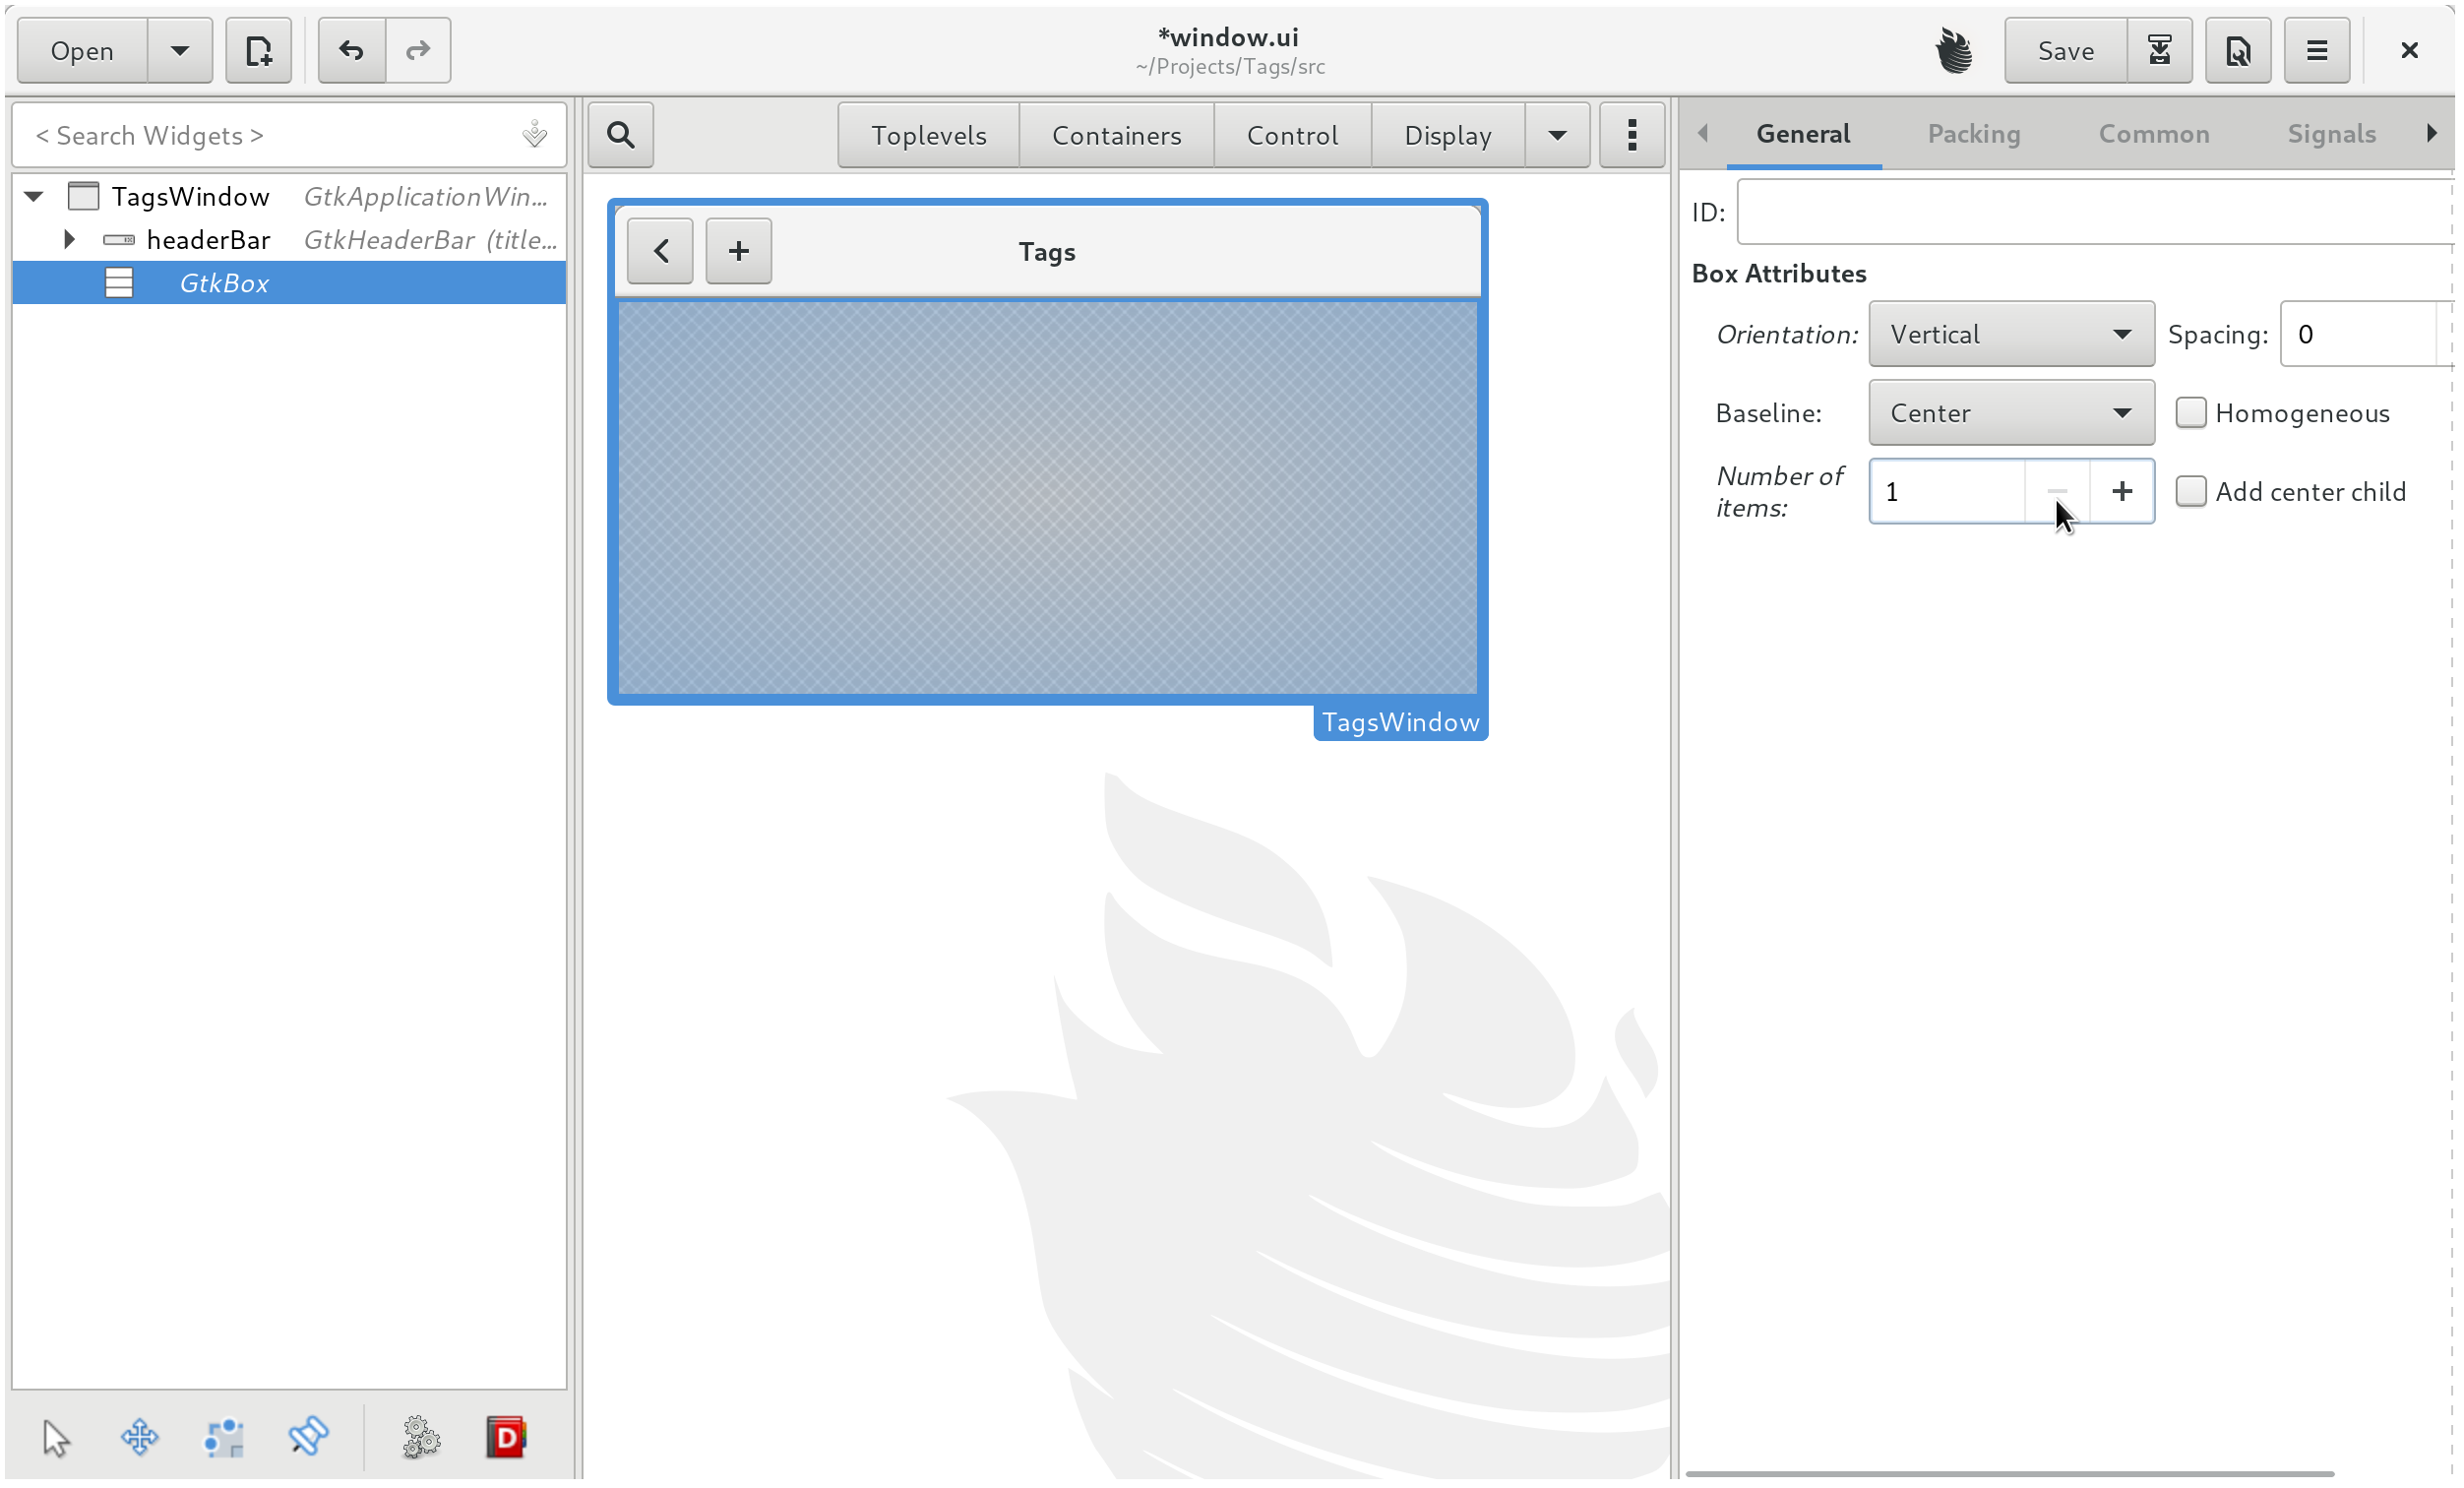 Open
*window.ui
~/Projects/Tags/src
Save
< Search Widgets >
Toplevels
Containers
Control
Display
General
Packing
Common
Signals
TagsWindow GtkApplicationWin...
headerBar GtkHeaderBar (title...
GtkBox
Tags
TagsWindow
ID:
Box Attributes
Orientation: Vertical Spacing: 0
Baseline: Center Homogeneous
Number of
items: 1 Add center child
D